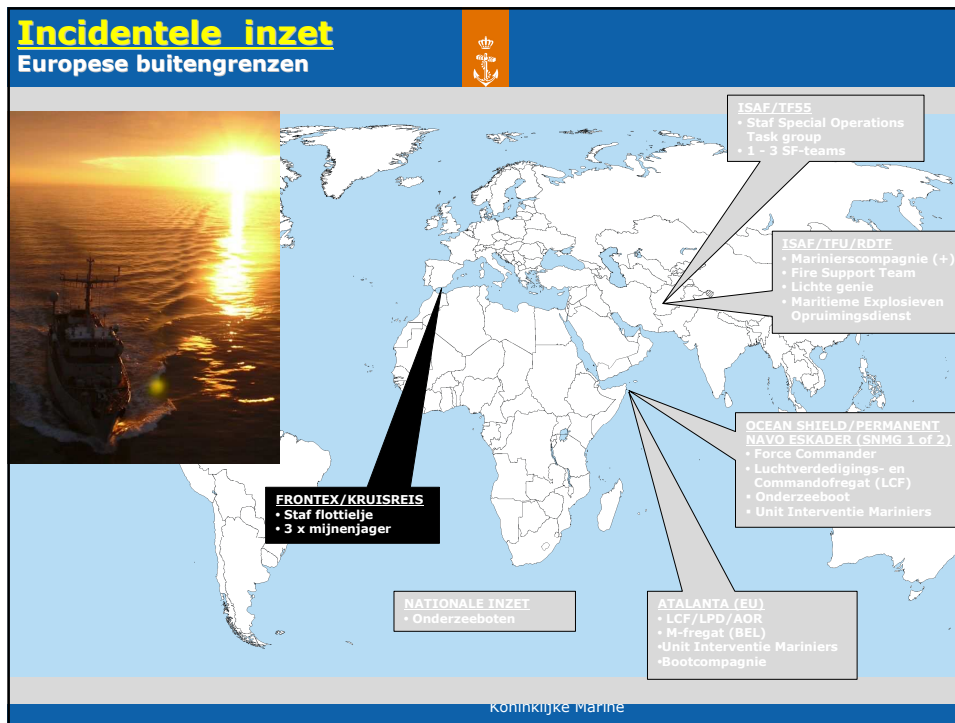 Incidentele inzet
Europese buitengrenzen
ISAF/TF55
• Staf Special Operations
Task group
• 1 - 3 SF-teams
ISAF/TFU/RDTF
• Marinierscompagnie (+)
• Fire Support Team
• Lichte genie
• Maritieme Explosieven
Opruimingsdienst
OCEAN SHIELD/PERMANENT
NAVO ESKADER (SNMG 1 of 2)
• Force Commander
• Luchtverdedigings- en
Commandofregat (LCF)
• Onderzeeboot
• Unit Interventie Mariniers
FRONTEX/KRUISREIS
• Staf flottielje
• 3 x mijnenjager
NATIONALE INZET
• Onderzeeboten
ATALANTA (EU)
• LCF/LPD/AOR
• M-fregat (BEL)
•Unit Interventie Mariniers
•Bootcompagnie
Koninklijke Marine